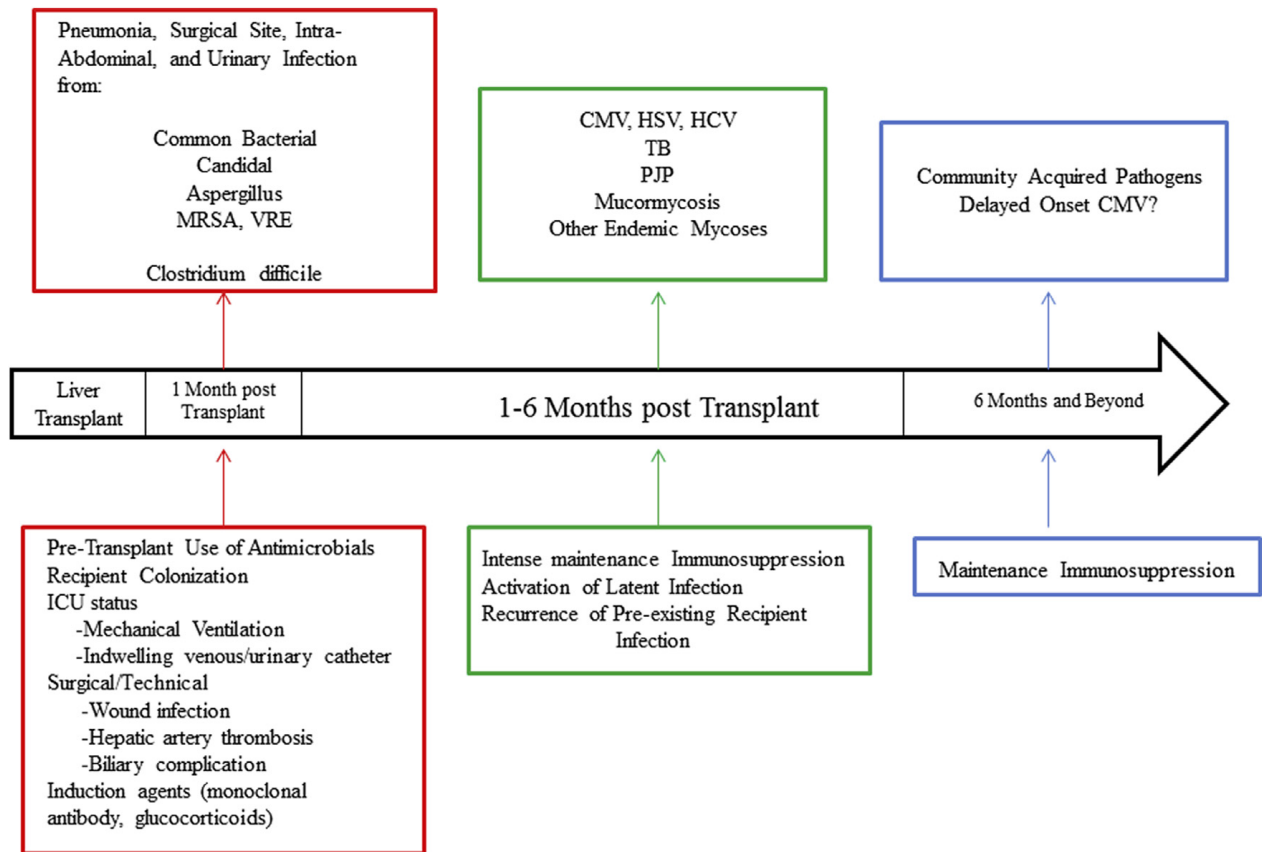 Pneumonia, Surgical Site, Intra-
Abdominal, and Urinary Infection
from:
Common Bacterial
Candidal
Aspergillus
MRSA, VRE
Clostridium difficile
CMV, HSV, HCV
TB
PJP
Mucormycosis
Other Endemic Mycoses
Community Acquired Pathogens
Delayed Onset CMV?
Liver
Transplant
1 Month post
Transplant
1-6 Months post Transplant
6 Months and Beyond
Pre-Transplant Use of Antimicrobials
Recipient Colonization
ICU status
-Mechanical Ventilation
-Indwelling venous/urinary catheter
Surgical/Technical
-Wound infection
-Hepatic artery thrombosis
-Biliary complication
Induction agents (monoclonal
antibody, glucocorticoids)
Intense maintenance Immunosuppression
Activation of Latent Infection
Recurrence of Pre-existing Recipient
Infection
Maintenance Immunosuppression